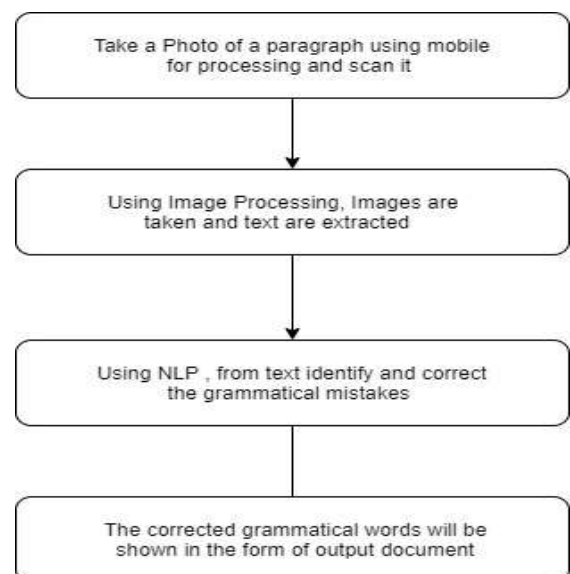 Take a Photo of a paragraph using mobile
for processing and scan it
Using Image Processing, Images are
taken and text are extracted
Using NLP , from text identify and correct
the grammatical mistakes
The corrected grammatical words will be
shown in the form of output document